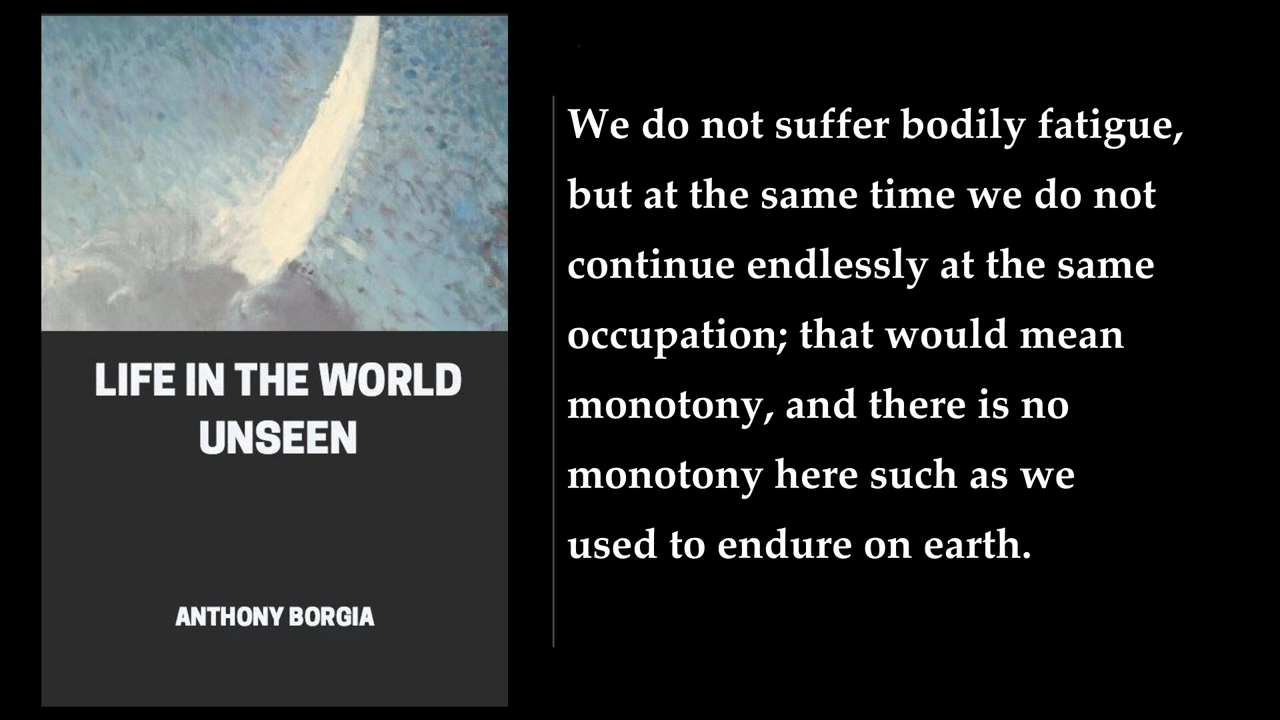 LIFE IN THE WORLD
UNSEEN
ANTHONY BORGIA
We do not suffer bodily fatigue,
but at the same time we do not
continue endlessly at the same
occupation; that would mean
monotony, and there is no
monotony here such as we
used to endure on earth.